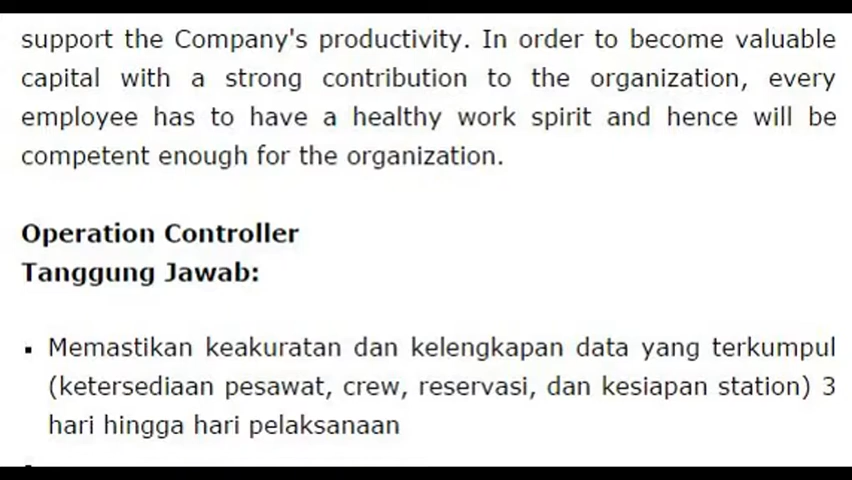 support the Company's productivity. In order to become valuable
capital with a strong contribution to the organization, every
employee has to have a healthy work spirit and hence will be
competent enough for the organization.
Operation Controller
Tanggung Jawab:
▪ Memastikan keakuratan dan kelengkapan data yang terkumpul
(ketersediaan pesawat, crew, reservasi, dan kesiapan station) 3
hari hingga hari pelaksanaan